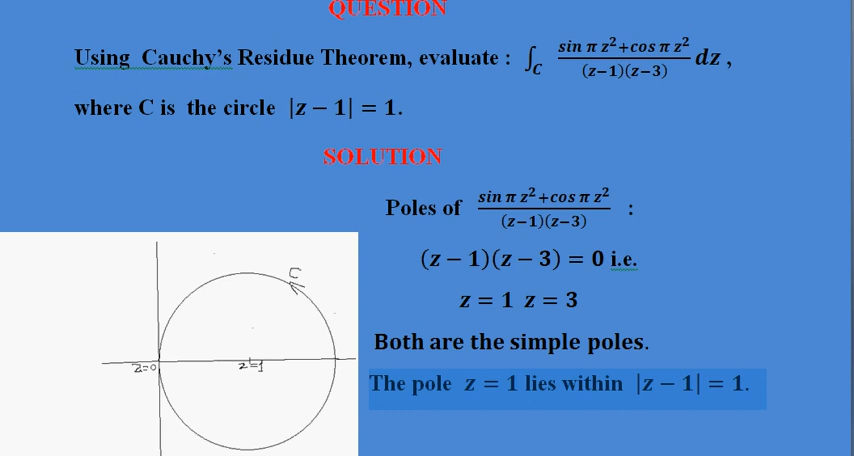 QUESTION
Using Cauchy's Residue Theorem, evaluate : ∫_C (sin π z²+cos π z²)/((z−1)(z−3)) dz ,
where C is the circle |z − 1| = 1.
SOLUTION
Poles of (sin π z²+cos π z²)/((z−1)(z−3)) :
(z − 1)(z − 3) = 0 i.e.
z = 1 z = 3
Both are the simple poles.
The pole z = 1 lies within |z − 1| = 1.
C
z=0
z=1